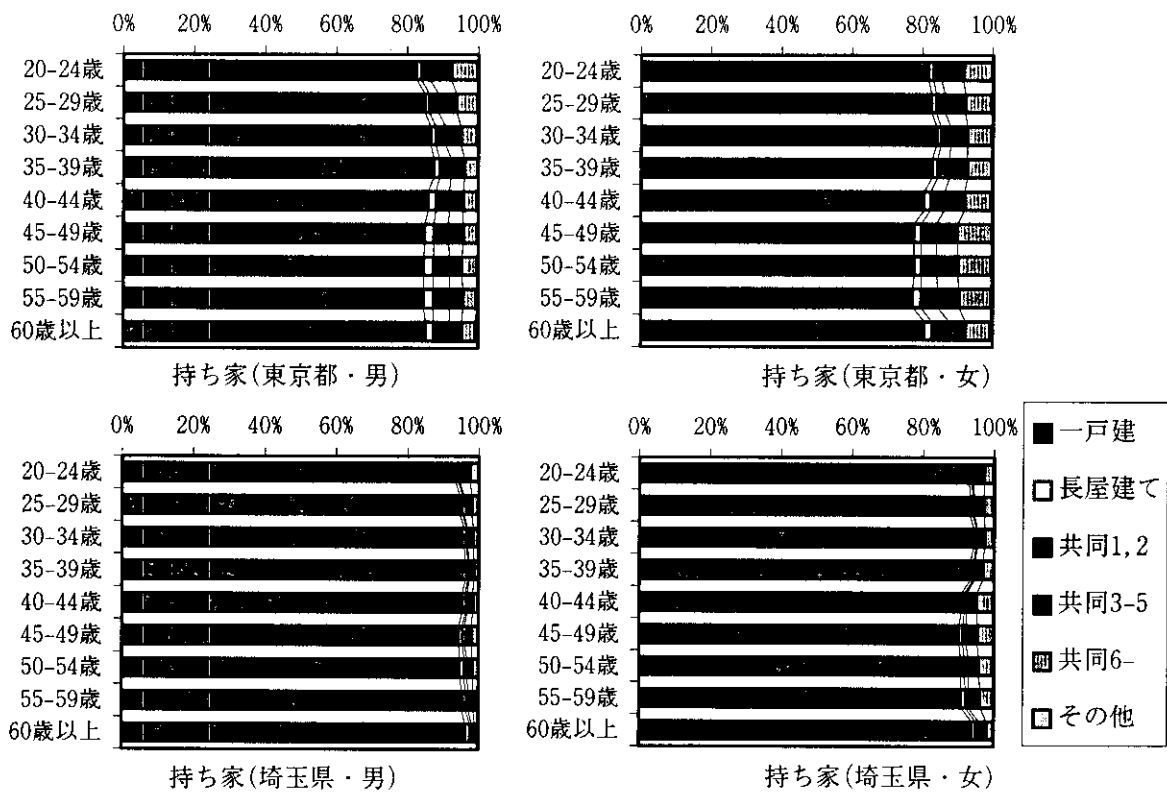 0% 20% 40% 60% 80% 100%
20-24歳
25-29歳
30-34歳
35-39歳
40-44歳
45-49歳
50-54歳
55-59歳
60歳以上
持ち家(東京都・男)
0% 20% 40% 60% 80% 100%
20-24歳
25-29歳
30-34歳
35-39歳
40-44歳
45-49歳
50-54歳
55-59歳
60歳以上
持ち家(東京都・女)
0% 20% 40% 60% 80% 100%
20-24歳
25-29歳
30-34歳
35-39歳
40-44歳
45-49歳
50-54歳
55-59歳
60歳以上
持ち家(埼玉県・男)
0% 20% 40% 60% 80% 100%
20-24歳
25-29歳
30-34歳
35-39歳
40-44歳
45-49歳
50-54歳
55-59歳
60歳以上
持ち家(埼玉県・女)
一戸建
長屋建て
共同1,2
共同3-5
共同6-
その他